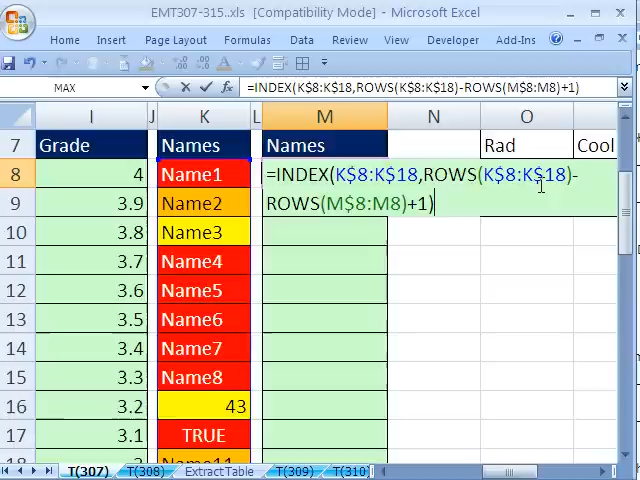 EMT307-315..xls [Compatibility Mode] - Microsoft Excel
Home Insert Page Layout Formulas Data Review View Developer Add-Ins
MAX =INDEX(K$8:K$18,ROWS(K$8:K$18)-ROWS(M$8:M8)+1)
I J K L M N O
7 Grade Names Names Rad Cool
8 4 Name1 =INDEX(K$8:K$18,ROWS(K$8:K$18)-
9 3.9 Name2 ROWS(M$8:M8)+1)
10 3.8 Name3
11 3.7 Name4
12 3.6 Name5
13 3.5 Name6
14 3.4 Name7
15 3.3 Name8
16 3.2 43
17 3.1 TRUE
Name11
T(307) T(308) ExtractTable T(309) T(310)